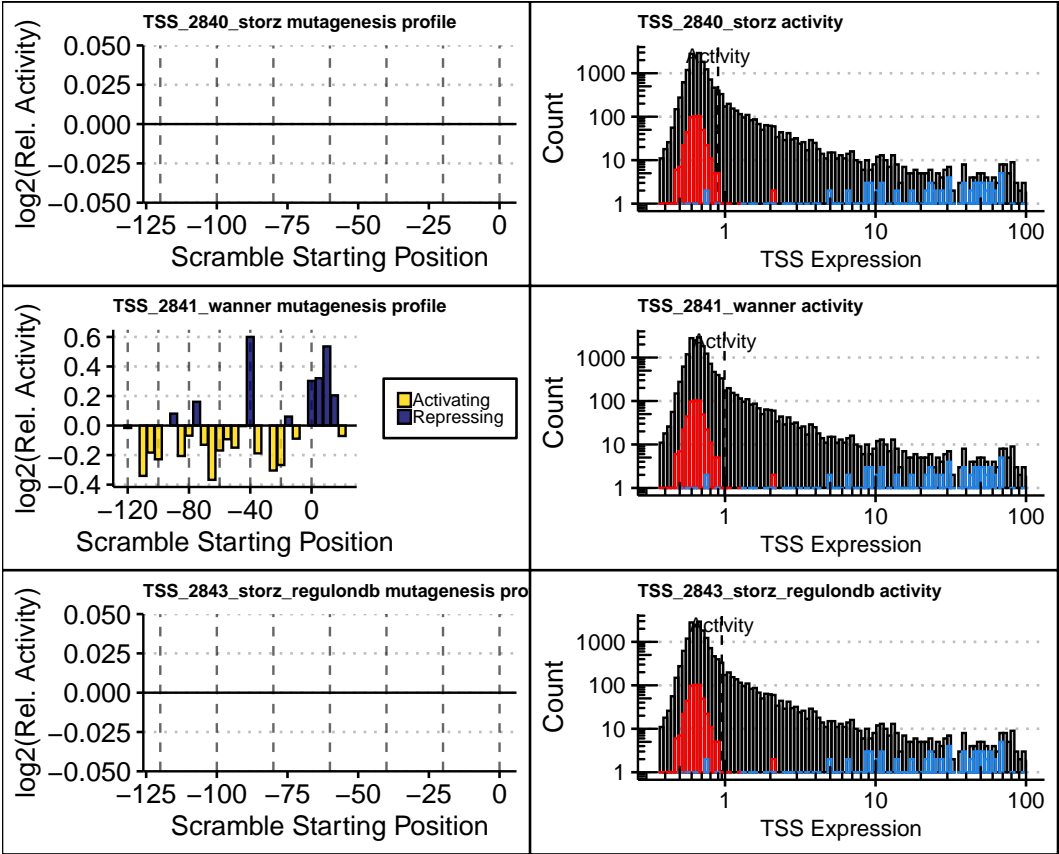 TSS_2840_storz mutagenesis profile
log2(Rel. Activity)
0.050
0.025
0.000
−0.025
−0.050
−125 −100 −75 −50 −25 0
Scramble Starting Position
TSS_2840_storz activity
Activity
Count
1000
100
10
1
1 10 100
TSS Expression
TSS_2841_wanner mutagenesis profile
log2(Rel. Activity)
0.6
0.4
0.2
0.0
−0.2
−0.4
−120 −80 −40 0
Scramble Starting Position
Activating
Repressing
TSS_2841_wanner activity
Activity
Count
1000
100
10
1
1 10 100
TSS Expression
TSS_2843_storz_regulondb mutagenesis pro
log2(Rel. Activity)
0.050
0.025
0.000
−0.025
−0.050
−125 −100 −75 −50 −25 0
Scramble Starting Position
TSS_2843_storz_regulondb activity
Activity
Count
1000
100
10
1
1 10 100
TSS Expression